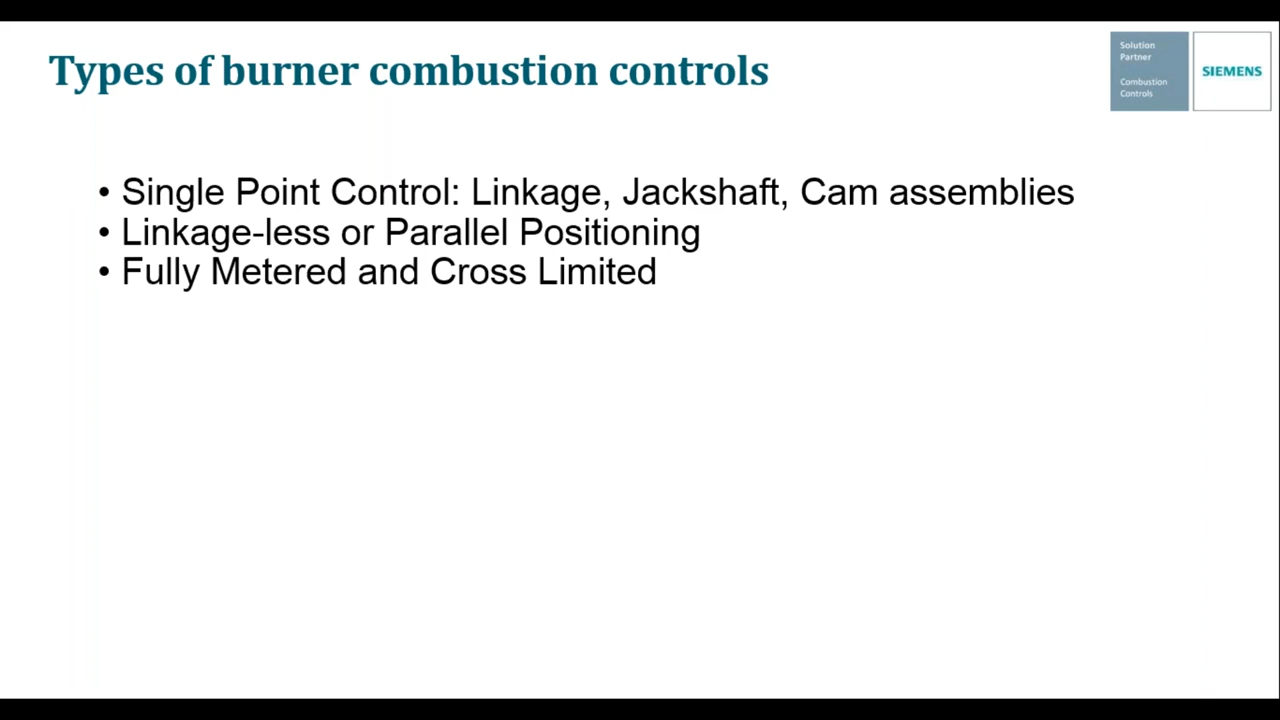 Types of burner combustion controls
Solution
Partner
Combustion
Controls
SIEMENS
• Single Point Control: Linkage, Jackshaft, Cam assemblies
• Linkage-less or Parallel Positioning
• Fully Metered and Cross Limited